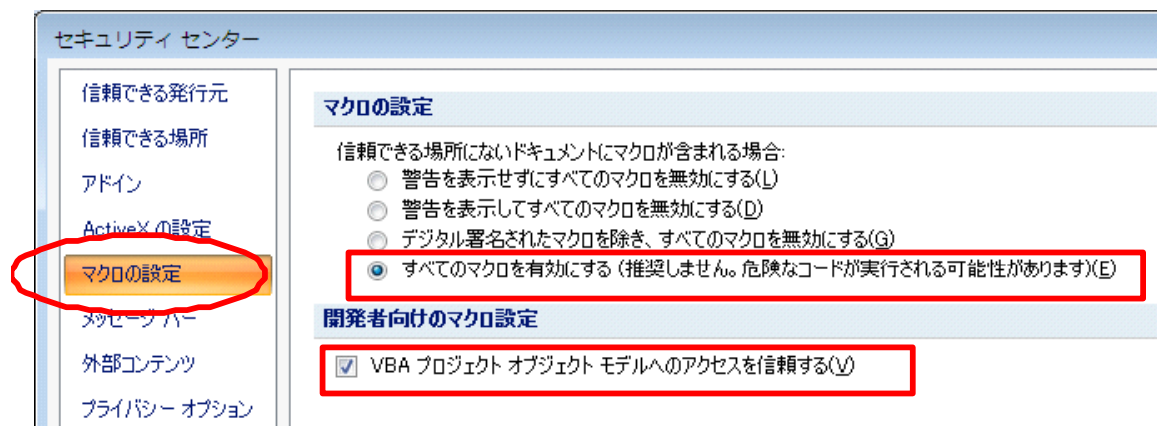 セキュリティ センター
信頼できる発行元
信頼できる場所
アドイン
ActiveX の設定
マクロの設定
メッセージ バー
外部コンテンツ
プライバシー オプション
マクロの設定
信頼できる場所にないドキュメントにマクロが含まれる場合:
警告を表示せずにすべてのマクロを無効にする(L)
警告を表示してすべてのマクロを無効にする(D)
デジタル署名されたマクロを除き、すべてのマクロを無効にする(G)
すべてのマクロを有効にする (推奨しません。危険なコードが実行される可能性があります)(E)
開発者向けのマクロ設定
VBA プロジェクト オブジェクト モデルへのアクセスを信頼する(V)